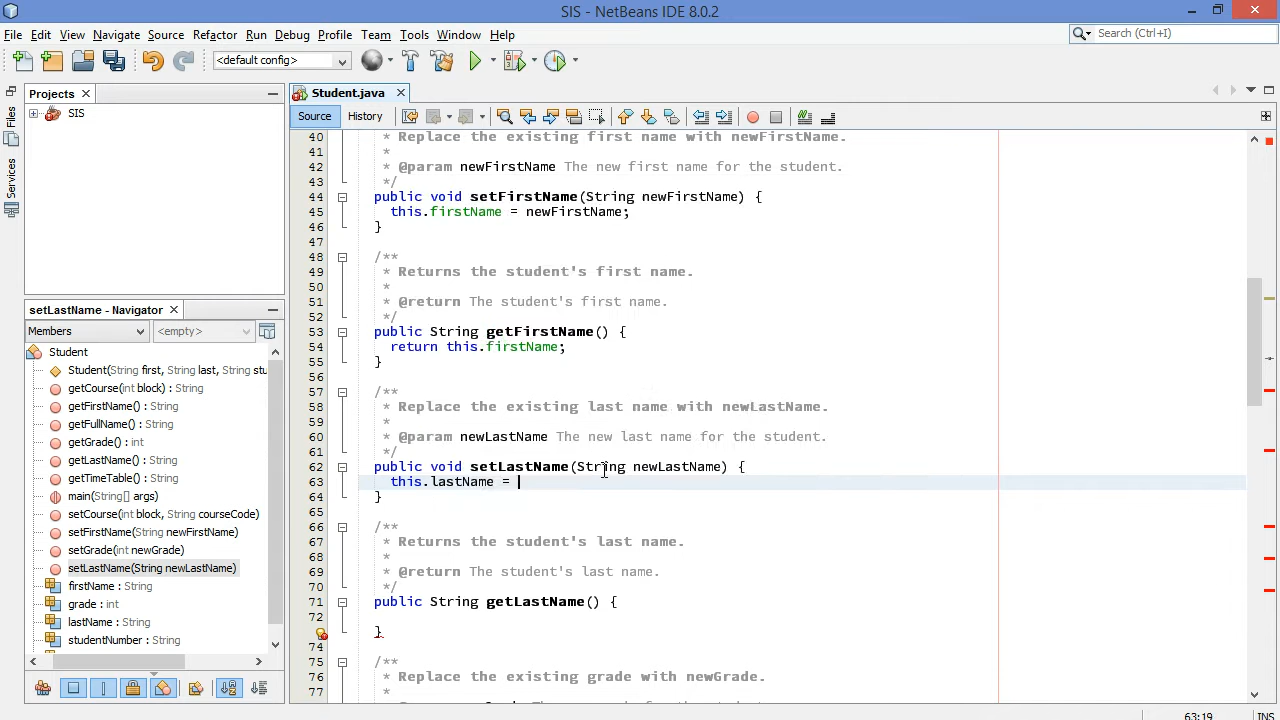 SIS - NetBeans IDE 8.0.2
File Edit View Navigate Source Refactor Run Debug Profile Team Tools Window Help
Search (Ctrl+I)
<default config>
Files
Services
Projects
SIS
setLastName - Navigator
Members
<empty>
Student
Student(String first, String last, String stu
getCourse(int block) : String
getFirstName() : String
getFullName() : String
getGrade() : int
getLastName() : String
getTimeTable() : String
main(String[] args)
setCourse(int block, String courseCode)
setFirstName(String newFirstName)
setGrade(int newGrade)
setLastName(String newLastName)
firstName : String
grade : int
lastName : String
studentNumber : String
Student.java
Source History
40 * Replace the existing first name with newFirstName.
41 *
42 * @param newFirstName The new first name for the student.
43 */
44 public void setFirstName(String newFirstName) {
45 this.firstName = newFirstName;
46 }
47
48 /**
49 * Returns the student's first name.
50 *
51 * @return The student's first name.
52 */
53 public String getFirstName() {
54 return this.firstName;
55 }
56
57 /**
58 * Replace the existing last name with newLastName.
59 *
60 * @param newLastName The new last name for the student.
61 */
62 public void setLastName(String newLastName) {
63 this.lastName =
64 }
65
66 /**
67 * Returns the student's last name.
68 *
69 * @return The student's last name.
70 */
71 public String getLastName() {
72
}
74
75 /**
76 * Replace the existing grade with newGrade.
77 *
63:19 INS